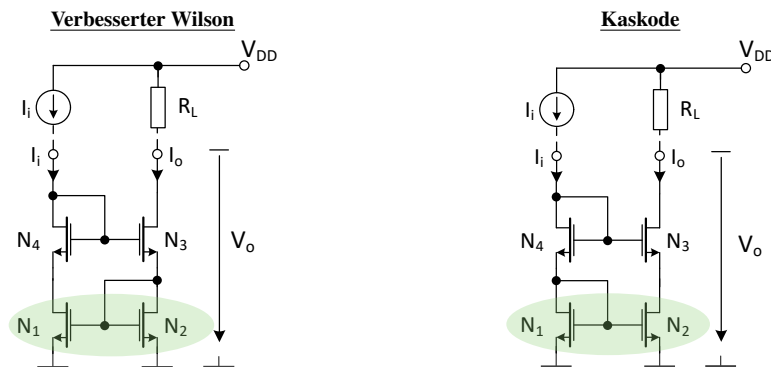 Verbesserter Wilson
V_DD
I_i
R_L
I_i
I_o
N_4
N_3
V_o
N_1
N_2
Kaskode
V_DD
I_i
R_L
I_i
I_o
N_4
N_3
V_o
N_1
N_2